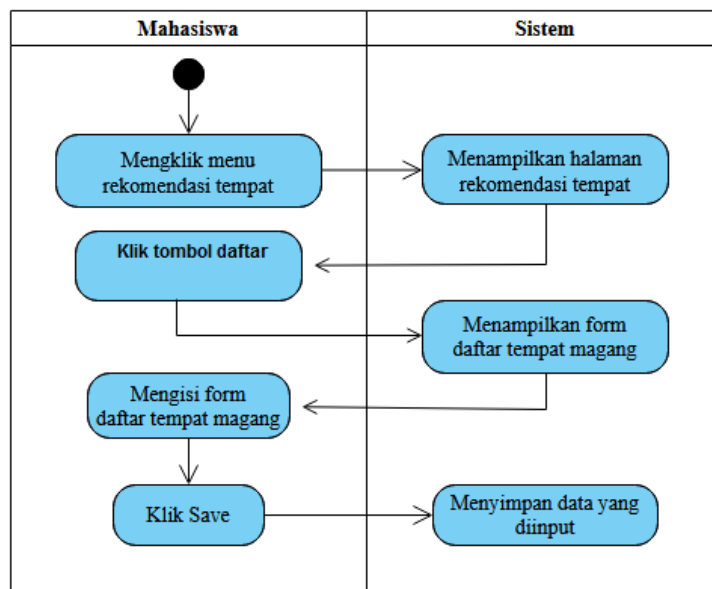 Mahasiswa
Sistem
Mengklik menu
rekomendasi tempat
Menampilkan halaman
rekomendasi tempat
Klik tombol daftar
Menampilkan form
daftar tempat magang
Mengisi form
daftar tempat magang
Klik Save
Menyimpan data yang
diinput